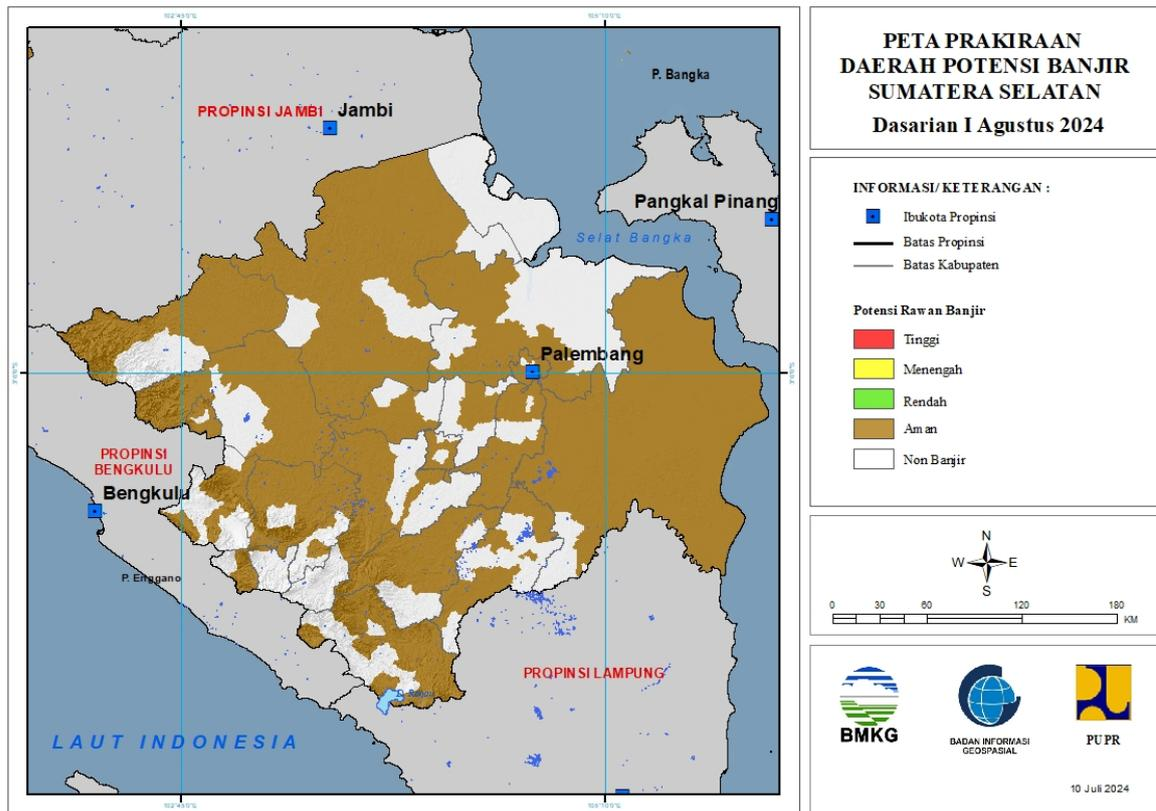 PETA PRAKIRAAN
DAERAH POTENSI BANJIR
SUMATERA SELATAN
Dasarian I Agustus 2024
INFORMASI/ KETERANGAN :
Ibukota Propinsi
Batas Propinsi
Batas Kabupaten
Potensi Rawan Banjir
Tinggi
Menengah
Rendah
Aman
Non Banjir
N
W E
S
0 30 60 120 180
KM
BMKG
BADAN INFORMASI
GEOSPASIAL
PUPR
10 Juli 2024
P. Bangka
PROPINSI JAMBI
Jambi
Pangkal Pinang
Selat Bangka
Palembang
PROPINSI
BENGKULU
Bengkulu
P. Enggano
PROPINSI LAMPUNG
LAUT INDONESIA